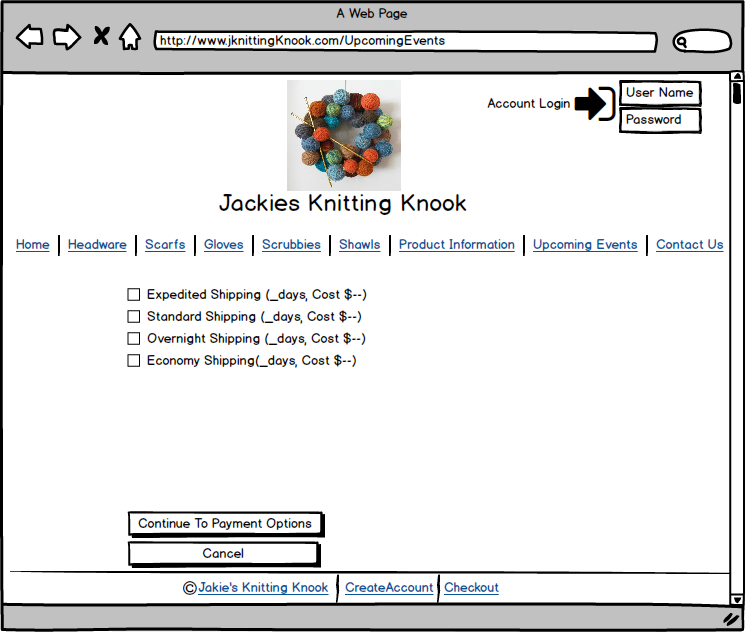 A Web Page
http://www.jknittingKnook.com/UpcomingEvents
Account Login
User Name
Password
Jackies Knitting Knook
Home Headware Scarfs Gloves Scrubbies Shawls Product Information Upcoming Events Contact Us
Expedited Shipping (_days, Cost $--)
Standard Shipping (_days, Cost $--)
Overnight Shipping (_days, Cost $--)
Economy Shipping(_days, Cost $--)
Continue To Payment Options
Cancel
©Jakie's Knitting Knook CreateAccount Checkout